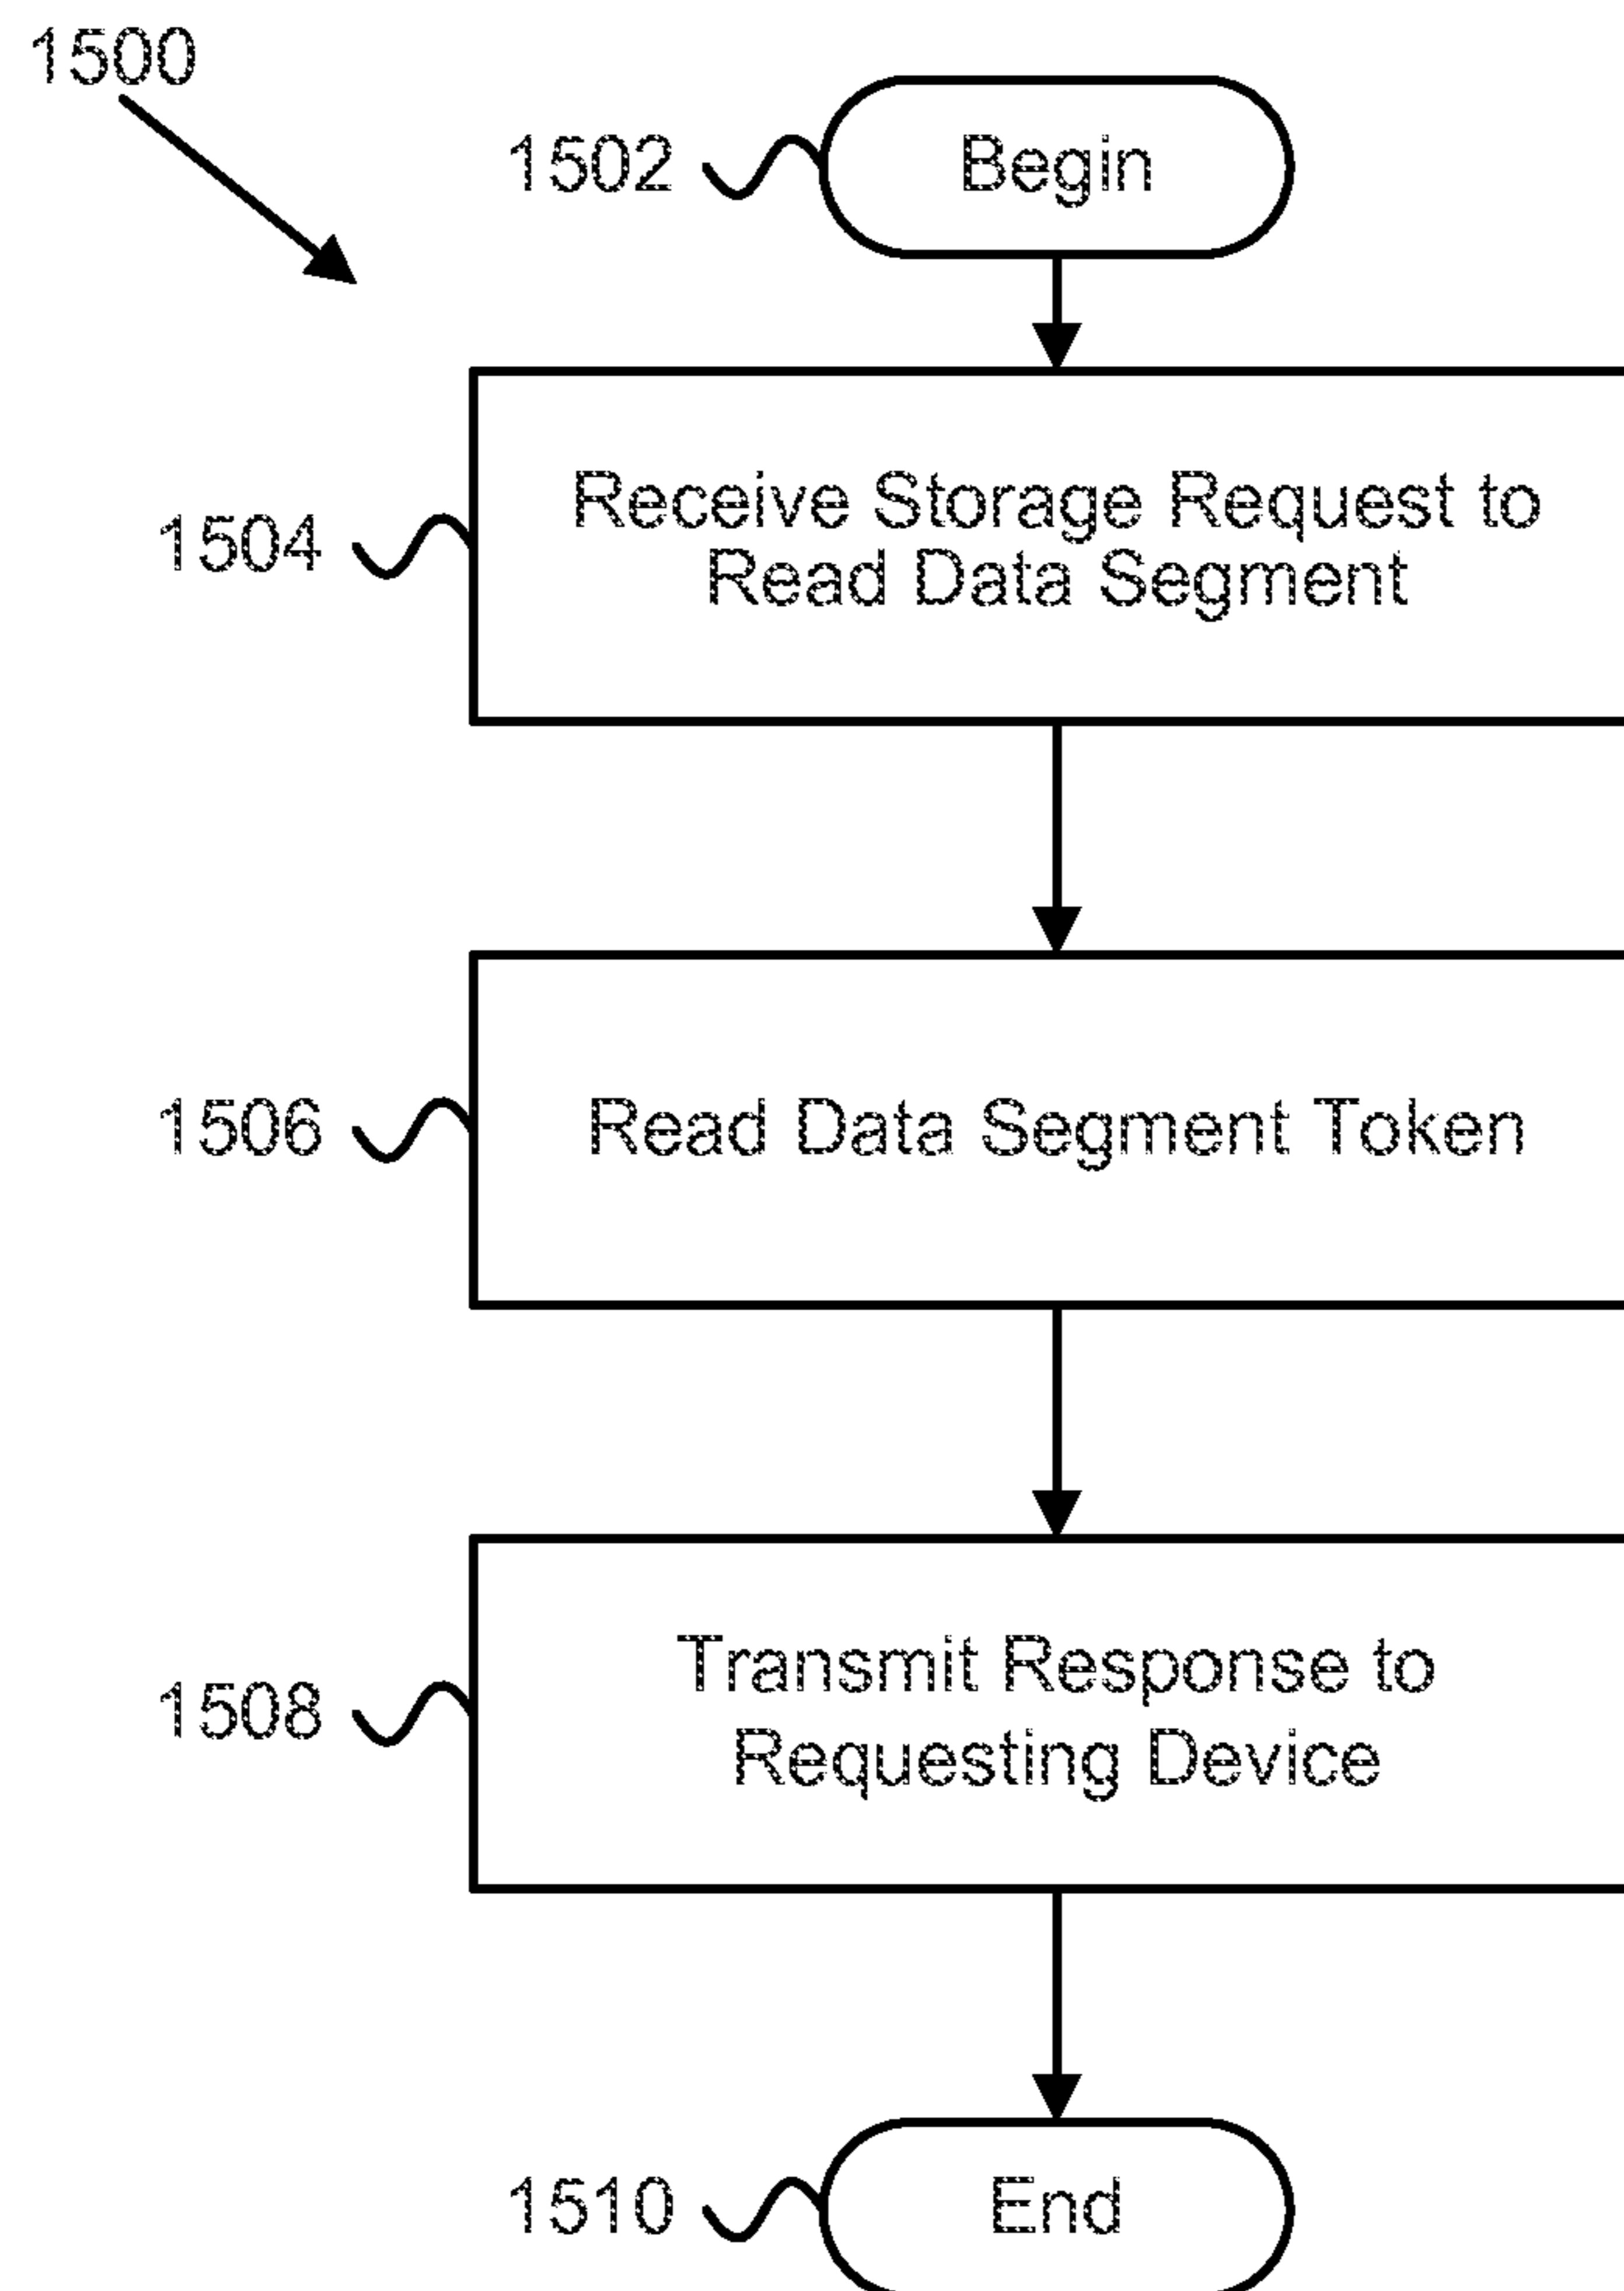 1500
1502
Begin
1504
Receive Storage Request to
Read Data Segment
1506
Read Data Segment Token
1508
Transmit Response to
Requesting Device
1510
End